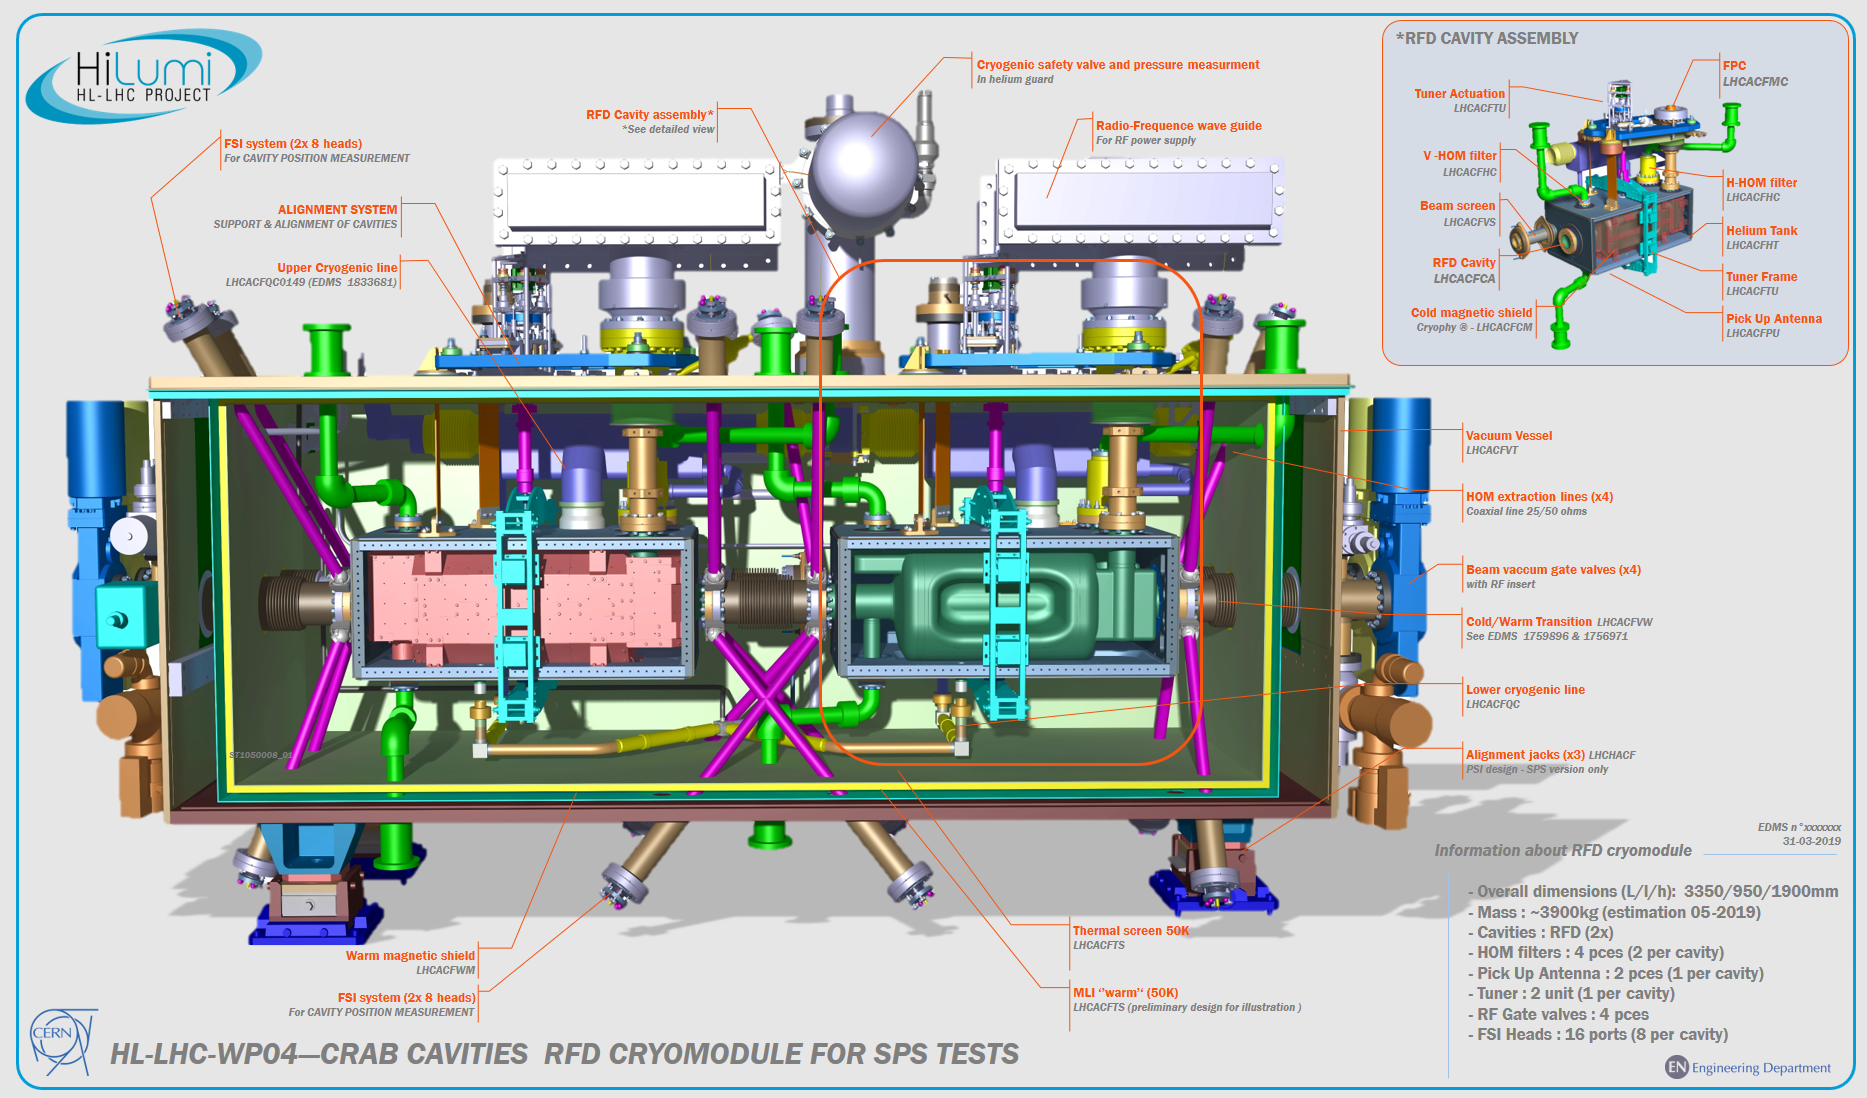 HiLumi
HL-LHC PROJECT
FSI system (2x 8 heads)
For CAVITY POSITION MEASUREMENT
ALIGNMENT SYSTEM
SUPPORT & ALIGNMENT OF CAVITIES
Upper Cryogenic line
LHCACFQC0149 (EDMS 1833681)
RFD Cavity assembly*
*See detailed view
Cryogenic safety valve and pressure measurment
In helium guard
Radio-Frequence wave guide
For RF power supply
*RFD CAVITY ASSEMBLY
Tuner Actuation
LHCACFTU
V -HOM filter
LHCACFHC
Beam screen
LHCACFVS
RFD Cavity
LHCACFCA
Cold magnetic shield
Cryophy ® - LHCACFCM
FPC
LHCACFMC
H-HOM filter
LHCACFHC
Helium Tank
LHCACFHT
Tuner Frame
LHCACFTU
Pick Up Antenna
LHCACFPU
Vacuum Vessel
LHCACFVT
HOM extraction lines (x4)
Coaxial line 25/50 ohms
Beam vaccum gate valves (x4)
with RF insert
Cold/Warm Transition LHCACFVW
See EDMS 1759896 & 1756971
Lower cryogenic line
LHCACFQC
Alignment jacks (x3) LHCHACF
PSI design - SPS version only
ST1050008_01
Warm magnetic shield
LHCACFWM
FSI system (2x 8 heads)
For CAVITY POSITION MEASUREMENT
Thermal screen 50K
LHCACFTS
MLI ‘’warm’‘ (50K)
LHCACFTS (preliminary design for illustration )
EDMS n°xxxxxxx
31-03-2019
Information about RFD cryomodule
- Overall dimensions (L/l/h): 3350/950/1900mm
- Mass : ~3900kg (estimation 05-2019)
- Cavities : RFD (2x)
- HOM filters : 4 pces (2 per cavity)
- Pick Up Antenna : 2 pces (1 per cavity)
- Tuner : 2 unit (1 per cavity)
- RF Gate valves : 4 pces
- FSI Heads : 16 ports (8 per cavity)
CERN
HL-LHC-WP04—CRAB CAVITIES RFD CRYOMODULE FOR SPS TESTS
EN Engineering Department